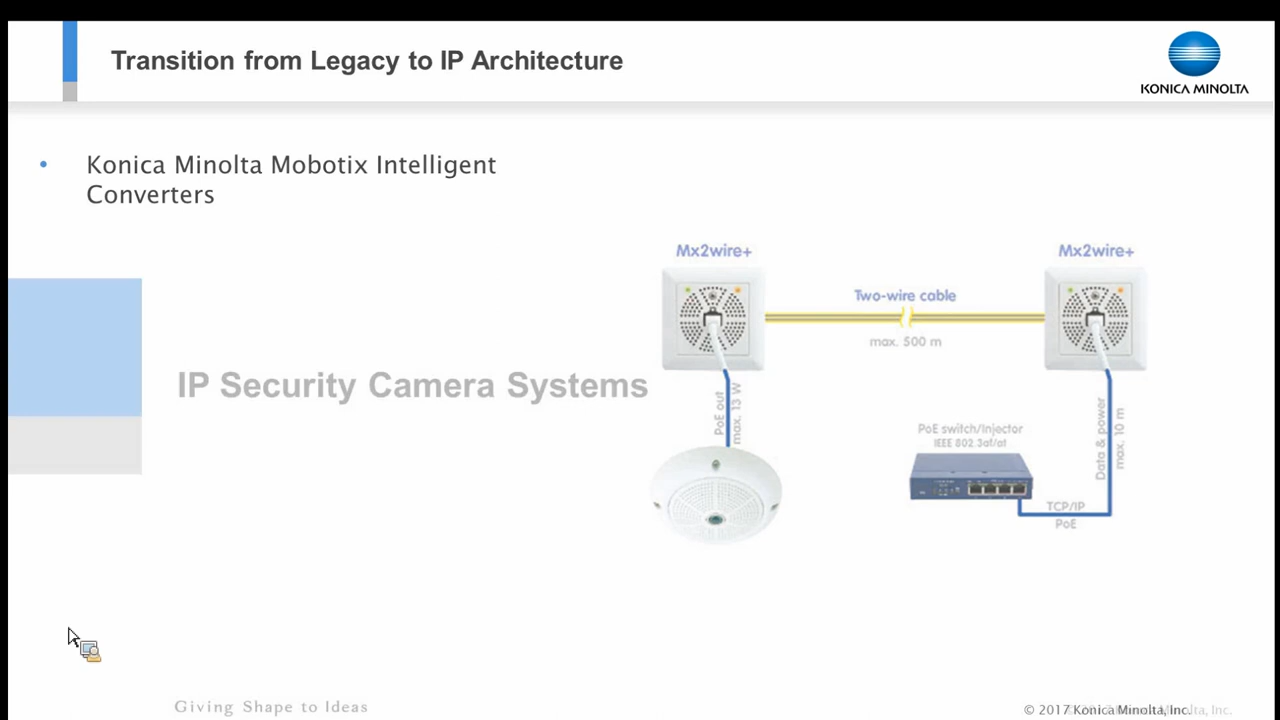 Transition from Legacy to IP Architecture
KONICA MINOLTA
• Konica Minolta Mobotix Intelligent
Converters
Mx2wire+
Mx2wire+
Two-wire cable
max. 500 m
IP Security Camera Systems
PoE out
max. 13 W
PoE switch/Injector
IEEE 802.3af/at
Data & power
max. 10 m
TCP/IP
PoE
Giving Shape to Ideas
© 2017 Konica Minolta, Inc.